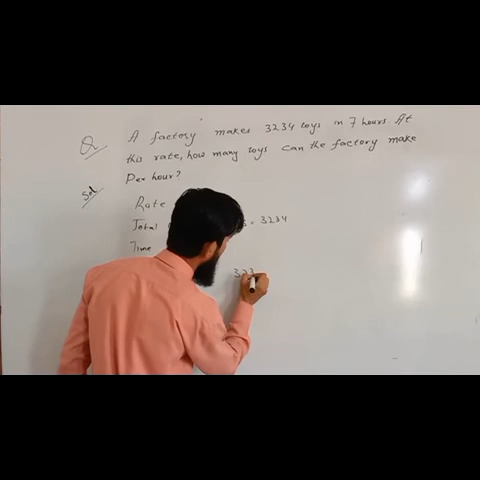 Q A factory makes 3234 toys in 7 hours. At
this rate, how many toys can the factory make
Per hour?
Sol Rate
Total = 3234
Time
323